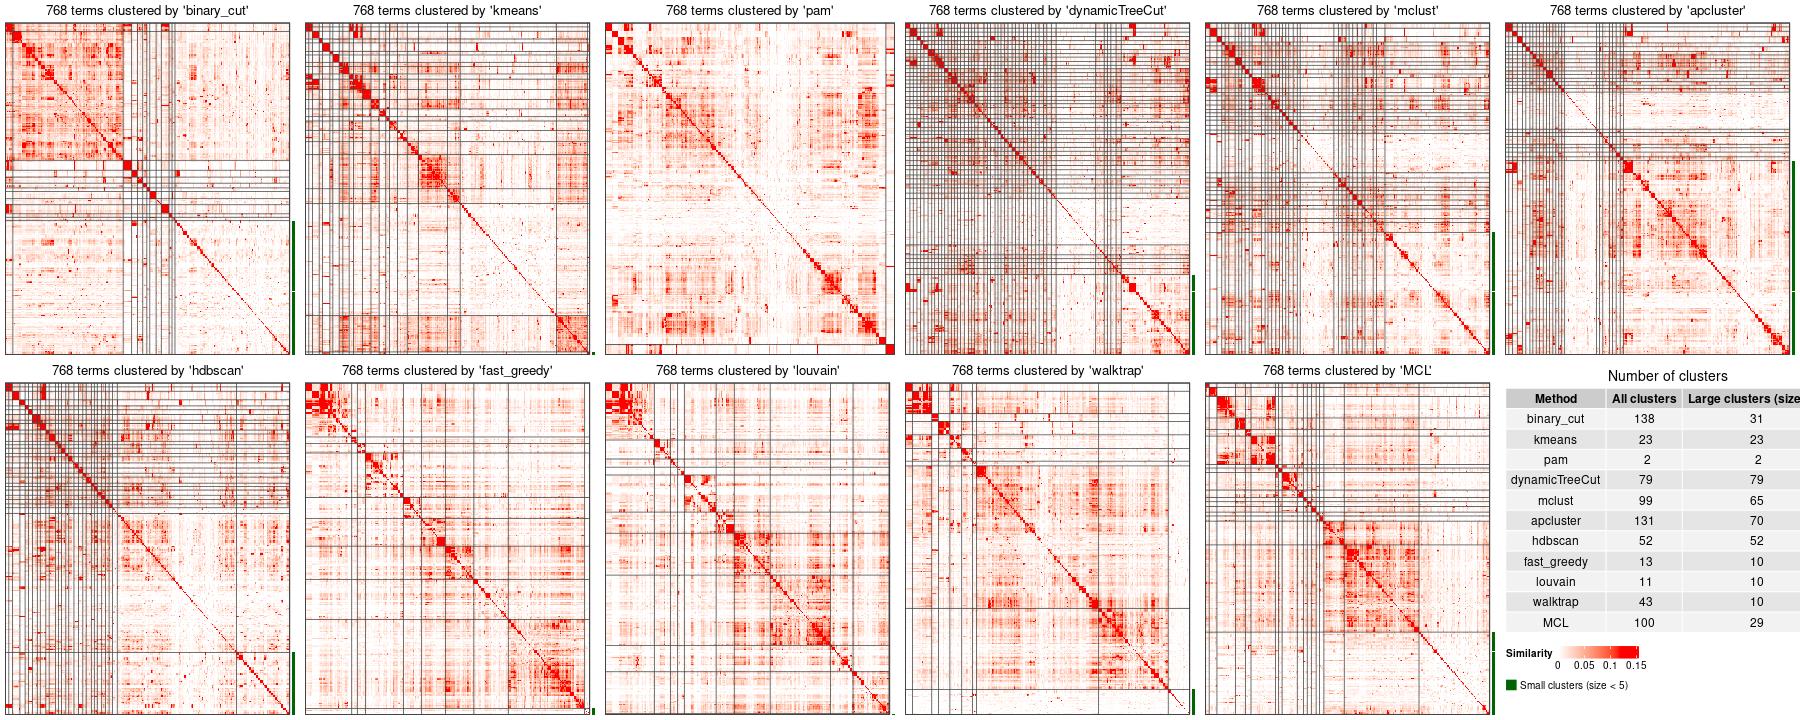 768 terms clustered by 'binary_cut'
768 terms clustered by 'kmeans'
768 terms clustered by 'pam'
768 terms clustered by 'dynamicTreeCut'
768 terms clustered by 'mclust'
768 terms clustered by 'apcluster'
768 terms clustered by 'hdbscan'
768 terms clustered by 'fast_greedy'
768 terms clustered by 'louvain'
768 terms clustered by 'walktrap'
768 terms clustered by 'MCL'
Number of clusters
Method All clusters Large clusters (size
binary_cut 138 31
kmeans 23 23
pam 2 2
dynamicTreeCut 79 79
mclust 99 65
apcluster 131 70
hdbscan 52 52
fast_greedy 13 10
louvain 11 10
walktrap 43 10
MCL 100 29
Similarity
0 0.05 0.1 0.15
Small clusters (size < 5)